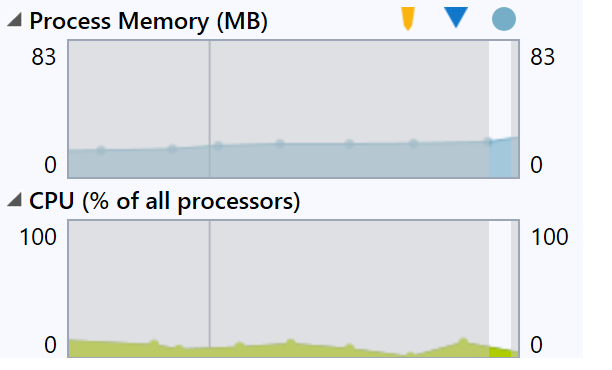 Process Memory (MB)
83 83
0 0
CPU (% of all processors)
100 100
0 0